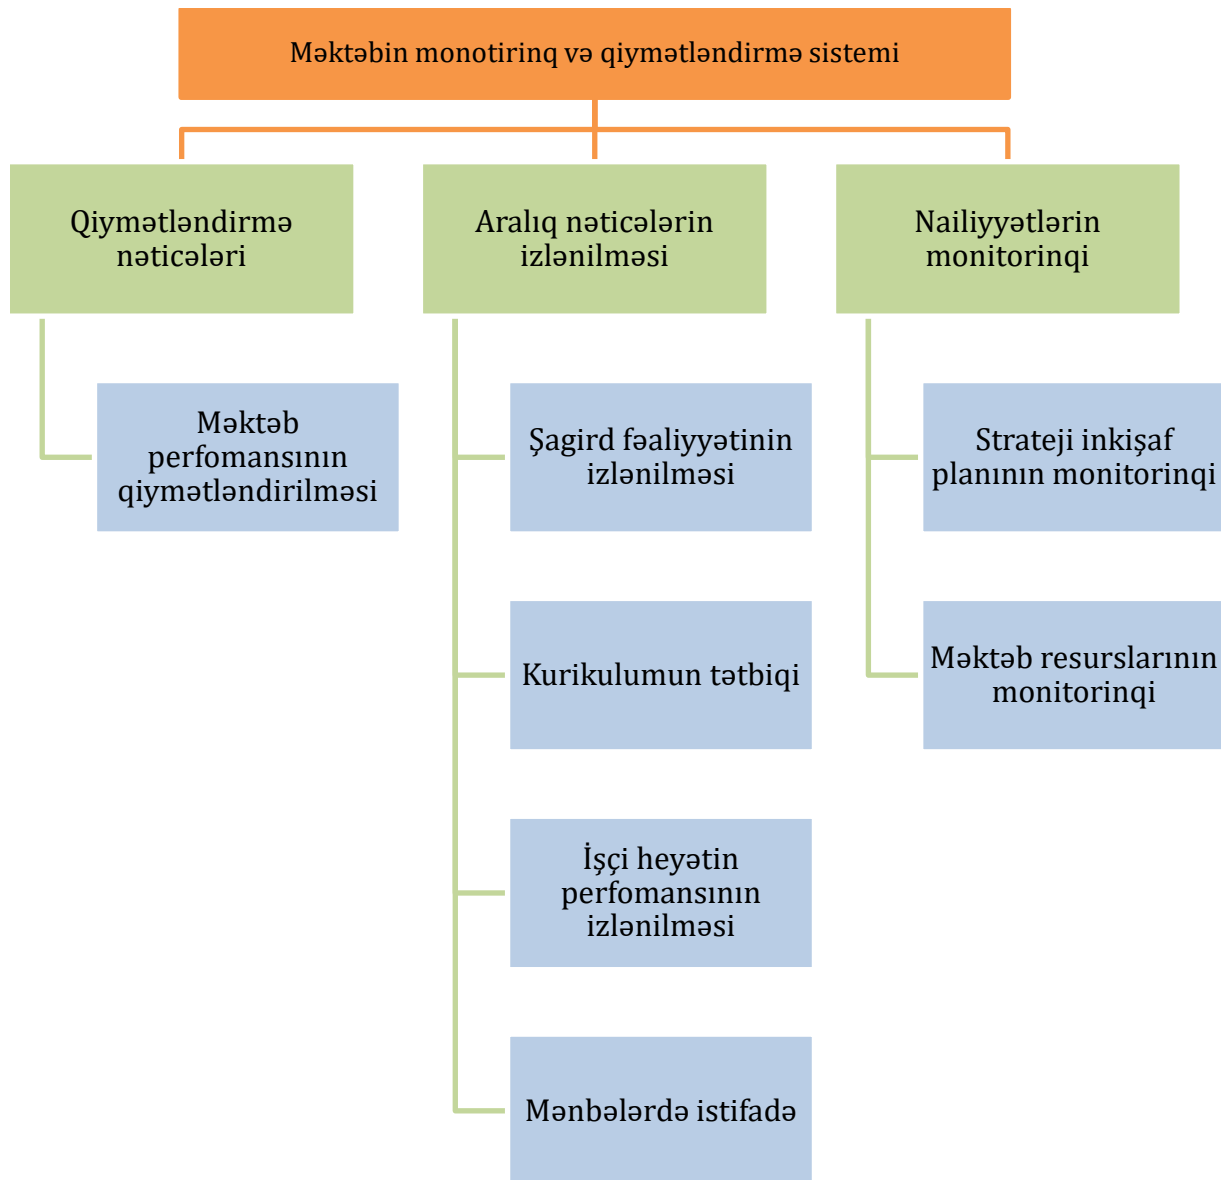 Məktəbin monotirinq və qiymətləndirmə sistemi
Qiymətləndirmə
nəticələri
Məktəb
perfomansının
qiymətləndirilməsi
Aralıq nəticələrin
izlənilməsi
Şagird fəaliyyətinin
izlənilməsi
Kurikulumun tətbiqi
İşçi heyətin
perfomansının
izlənilməsi
Mənbələrdə istifadə
Nailiyyətlərin
monitorinqi
Strateji inkişaf
planının monitorinqi
Məktəb resurslarının
monitorinqi